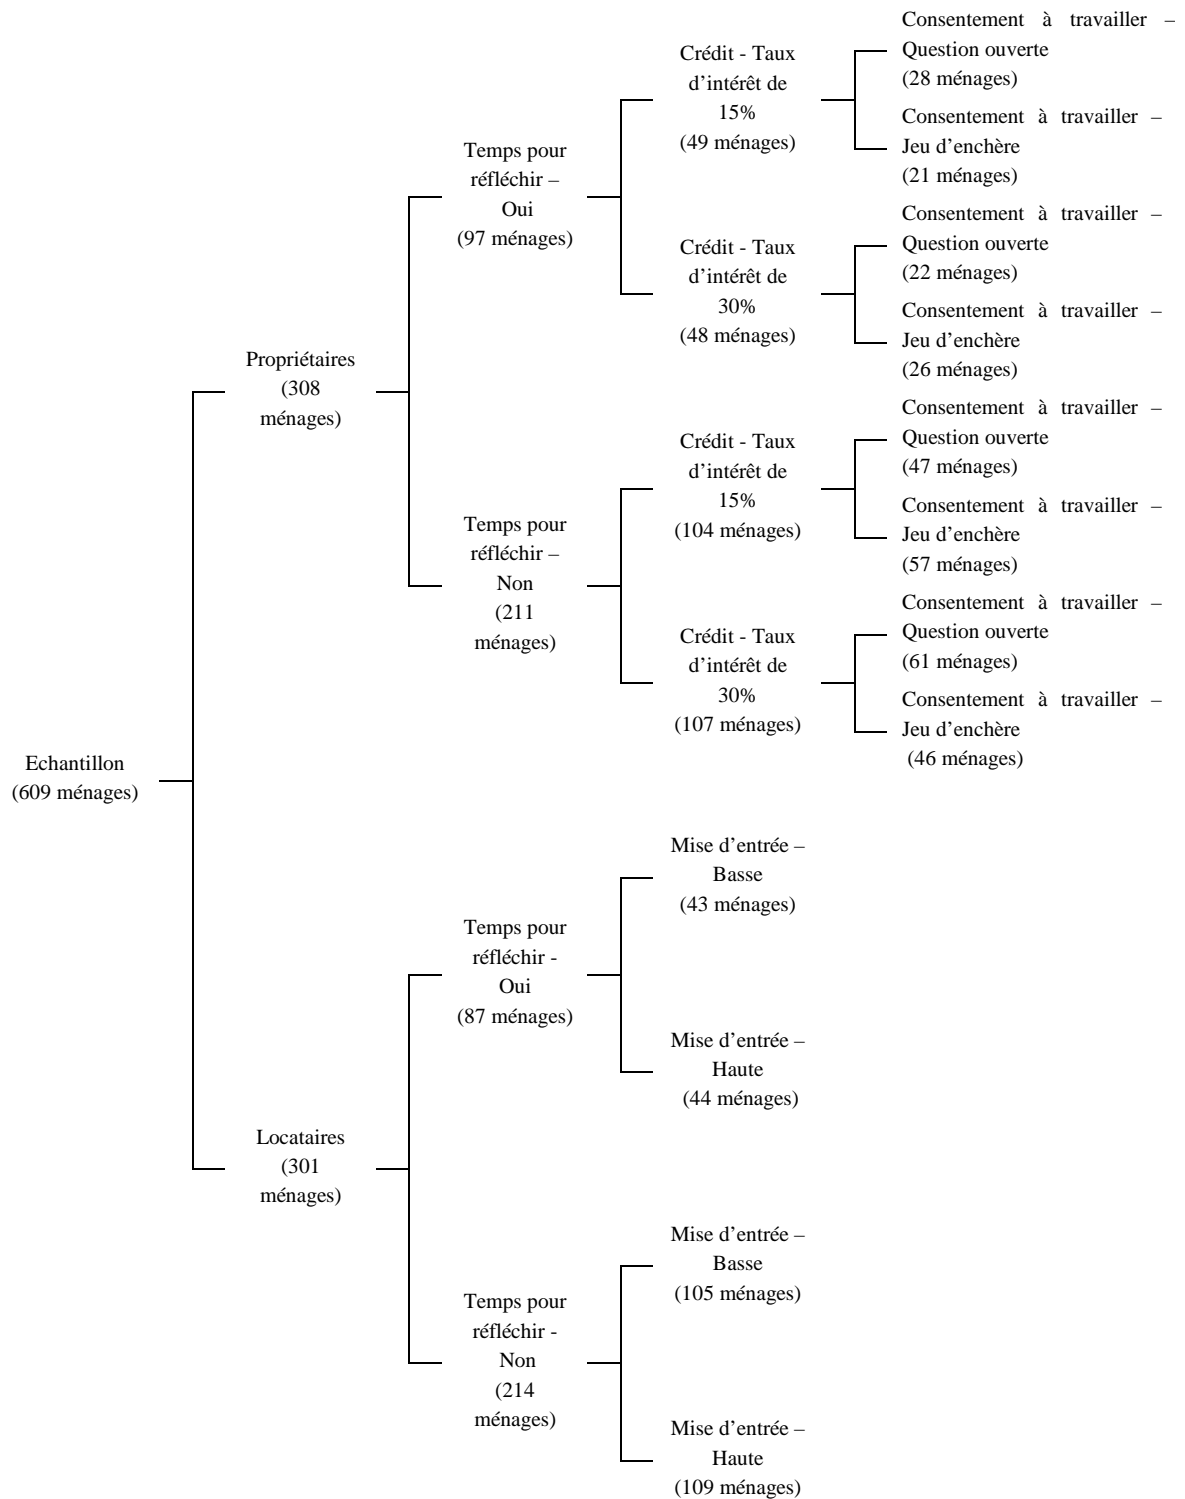 Consentement à travailler –
Question ouverte
(28 ménages)
Crédit - Taux
d’intérêt de
15%
(49 ménages)
Consentement à travailler –
Jeu d’enchère
(21 ménages)
Temps pour
réfléchir –
Oui
(97 ménages)
Consentement à travailler –
Question ouverte
(22 ménages)
Crédit - Taux
d’intérêt de
30%
(48 ménages)
Consentement à travailler –
Jeu d’enchère
(26 ménages)
Propriétaires
(308
ménages)
Consentement à travailler –
Question ouverte
(47 ménages)
Crédit - Taux
d’intérêt de
15%
(104 ménages)
Consentement à travailler –
Jeu d’enchère
(57 ménages)
Temps pour
réfléchir –
Non
(211
ménages)
Consentement à travailler –
Question ouverte
(61 ménages)
Crédit - Taux
d’intérêt de
30%
(107 ménages)
Consentement à travailler –
Jeu d’enchère
(46 ménages)
Echantillon
(609 ménages)
Mise d’entrée –
Basse
(43 ménages)
Temps pour
réfléchir -
Oui
(87 ménages)
Mise d’entrée –
Haute
(44 ménages)
Locataires
(301
ménages)
Mise d’entrée –
Basse
(105 ménages)
Temps pour
réfléchir -
Non
(214
ménages)
Mise d’entrée –
Haute
(109 ménages)